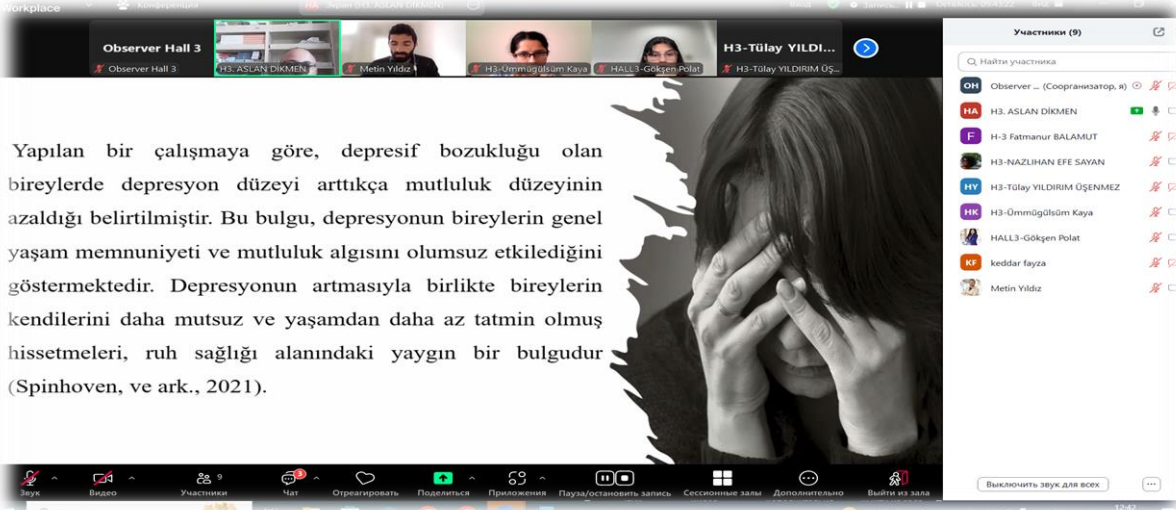 Workplace
Конференция
Observer Hall 3
H3-Tülay YILDI...
Observer Hall 3
H3. ASLAN DİKMEN
Metin Yıldız
H3-Ümmügülsüm Kaya
HALL3-Gökşen Polat
H3-Tülay YILDIRIM ÜŞ...
Yapılan bir çalışmaya göre, depresif bozukluğu olan
bireylerde depresyon düzeyi arttıkça mutluluk düzeyinin
azaldığı belirtilmiştir. Bu bulgu, depresyonun bireylerin genel
yaşam memnuniyeti ve mutluluk algısını olumsuz etkilediğini
göstermektedir. Depresyonun artmasıyla birlikte bireylerin
kendilerini daha mutsuz ve yaşamdan daha az tatmin olmuş
hissetmeleri, ruh sağlığı alanındaki yaygın bir bulgudur
(Spinhoven, ve ark., 2021).
Участники (9)
Найти участника
OH Observer ... (Соорганизатор, я)
HA H3. ASLAN DİKMEN
F H-3 Fatmanur BALAMUT
H3-NAZLIHAN EFE SAYAN
HY H3-Tülay YILDIRIM ÜŞENMEZ
HK H3-Ümmügülsüm Kaya
HALL3-Gökşen Polat
KF keddar fayza
Metin Yıldız
Звук
Видео
9
Участники
3
Чат
Отреагировать
Поделиться
Приложения
Пауза/остановить запись
Сессионные залы
Дополнительно
Выйти из зала
Выключить звук для всех
12:42